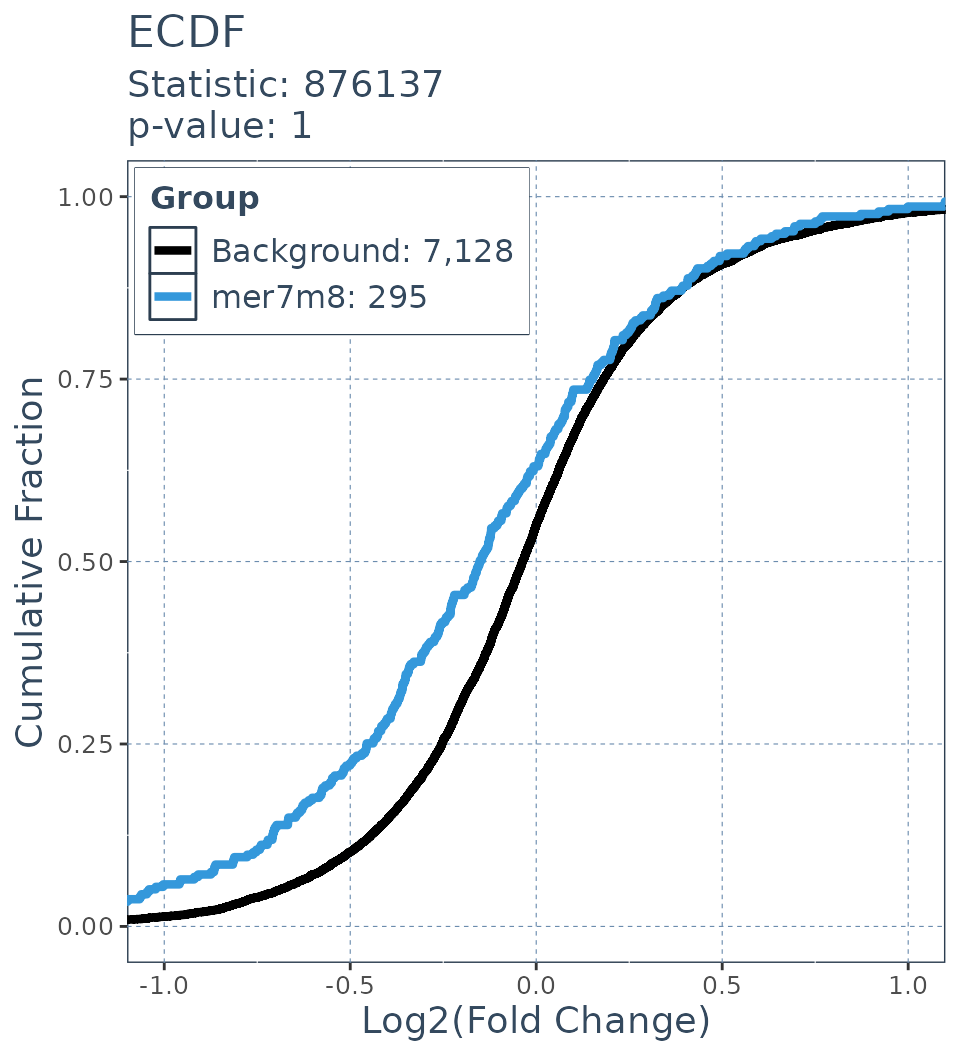 ECDF
Statistic: 876137
p-value: 1
Group
Background: 7,128
mer7m8: 295
1.00
0.75
0.50
0.25
0.00
Cumulative Fraction
-1.0
-0.5
0.0
0.5
1.0
Log2(Fold Change)